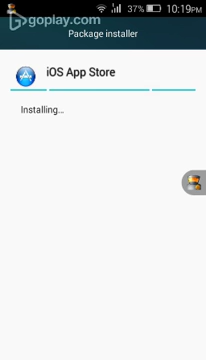 goplay.com
37% 10:19PM
Package installer
iOS App Store
Installing...